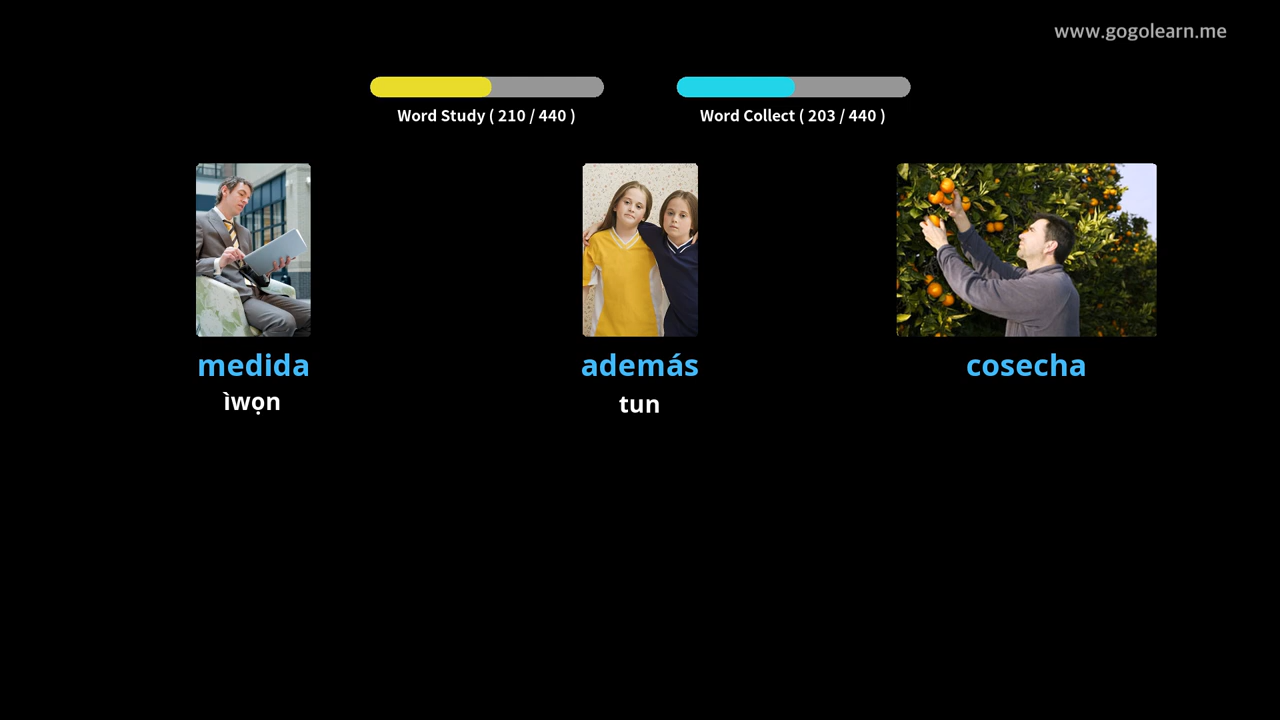 www.gogolearn.me
Word Study ( 210 / 440 )
Word Collect ( 203 / 440 )
medida
ìwọn
además
tun
cosecha